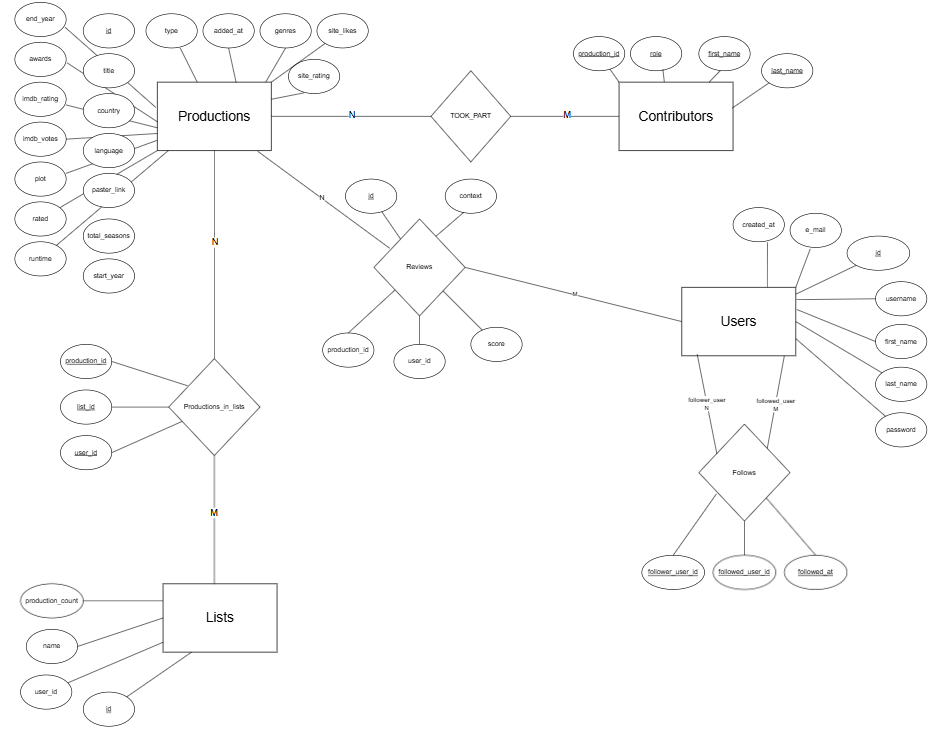 end_year
id
type
added_at
genres
site_likes
awards
title
site_rating
production_id
role
first_name
last_name
imdb_rating
country
Productions
N
TOOK_PART
M
Contributors
imdb_votes
language
plot
paster_link
N
id
context
rated
total_seasons
N
created_at
e_mail
id
runtime
start_year
Reviews
M
username
Users
production_id
user_id
score
first_name
production_id
last_name
list_id
Productions_in_lists
follower_user
N
followed_user
M
password
user_id
Follows
M
follower_user_id
followed_user_id
followed_at
production_count
name
Lists
user_id
id